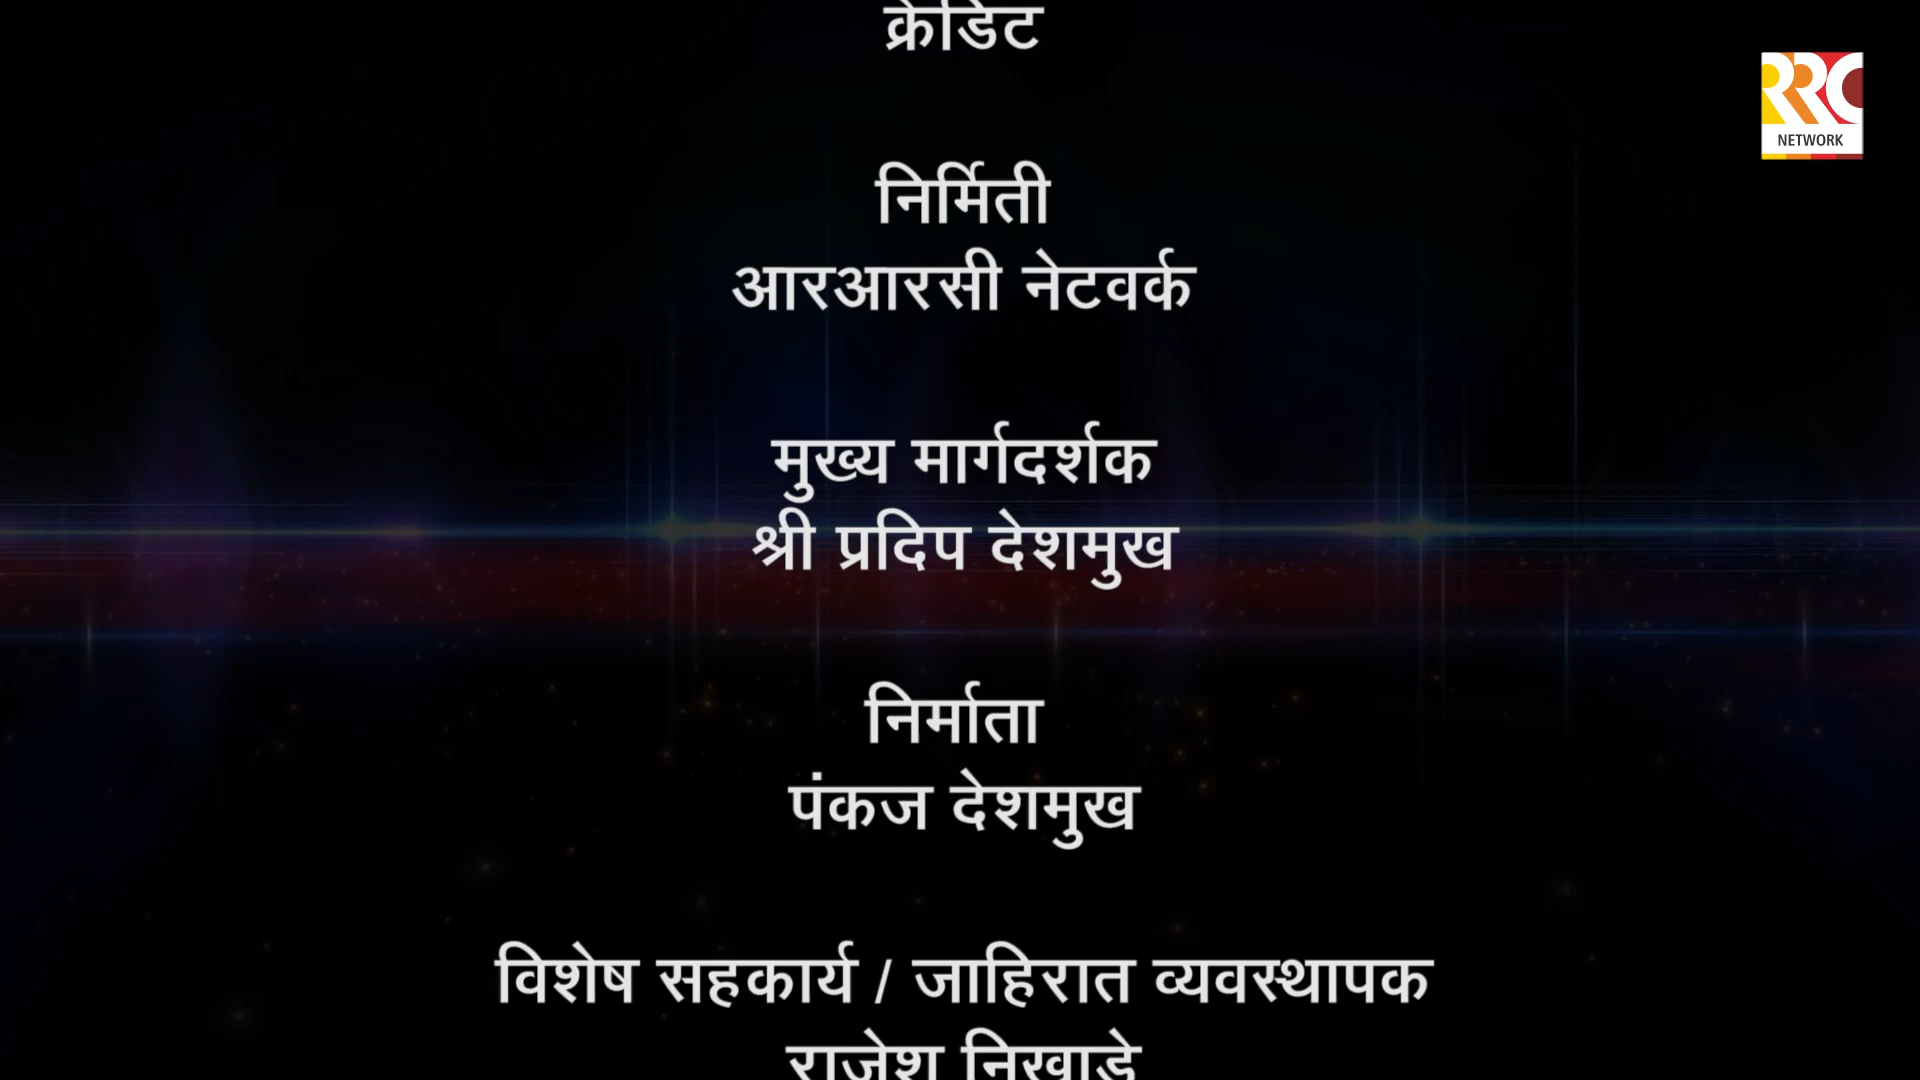 क्रेडिट
RRC
NETWORK
निर्मिती
आरआरसी नेटवर्क
मुख्य मार्गदर्शक
श्री प्रदिप देशमुख
निर्माता
पंकज देशमुख
विशेष सहकार्य / जाहिरात व्यवस्थापक
राजेश निखाडे